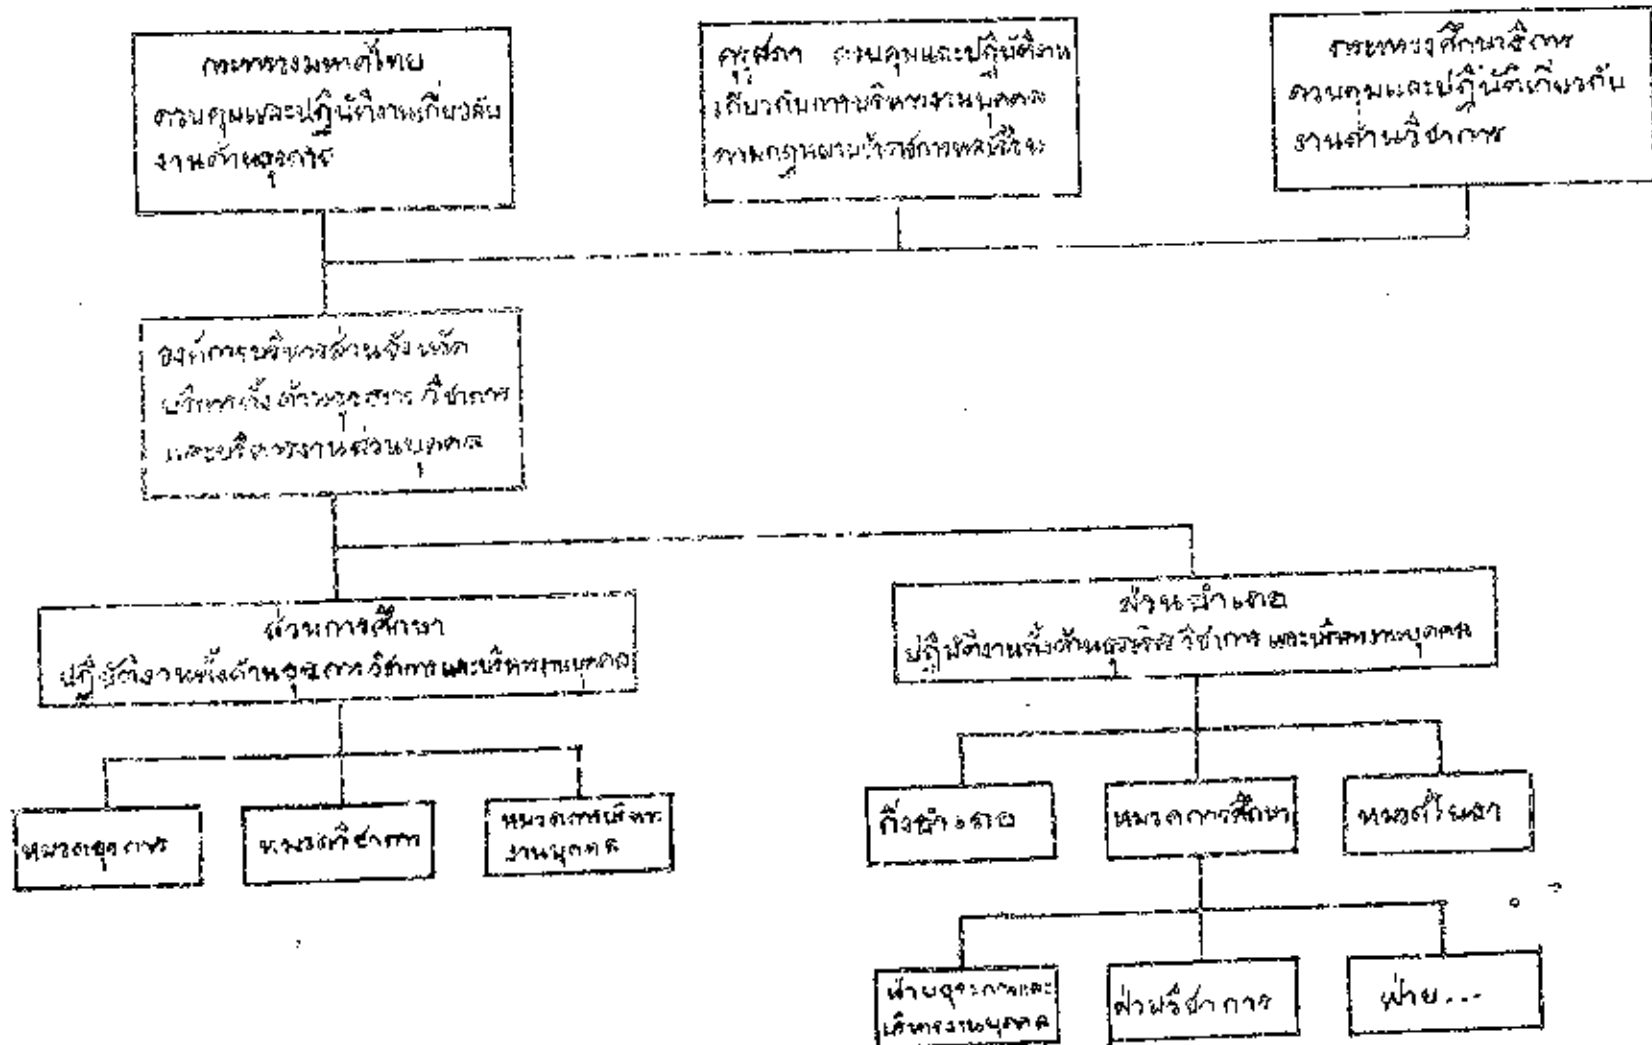 กระทรวงมหาดไทย
ควบคุมและปฏิบัติงานเกี่ยวกับ
งานด้านธุรการ
คุรุสภา ควบคุมและปฏิบัติงาน
เกี่ยวกับการบริหารงานบุคคล
ตามกฎหมายข้าราชการพลเรือน
กระทรวงศึกษาธิการ
ควบคุมและปฏิบัติเกี่ยวกับ
งานด้านวิชาการ
องค์การบริหารส่วนจังหวัด
บริหารทั้งด้านธุรการ วิชาการ
และบริหารงานส่วนบุคคล
ส่วนการศึกษา
ปฏิบัติงานทั้งด้านธุรการ วิชาการ และบริหารงานบุคคล
ส่วนอำเภอ
ปฏิบัติงานทั้งด้าน วิชาการ และบริหารงานบุคคล
หมวดธุรการ
หมวดวิชาการ
หมวดการบริหาร
งานบุคคล
กิ่งอำเภอ
หมวดการศึกษา
หมวดโยธา
ฝ่ายธุรการและ
บริหารงานบุคคล
ฝ่ายวิชาการ
ฝ่าย...